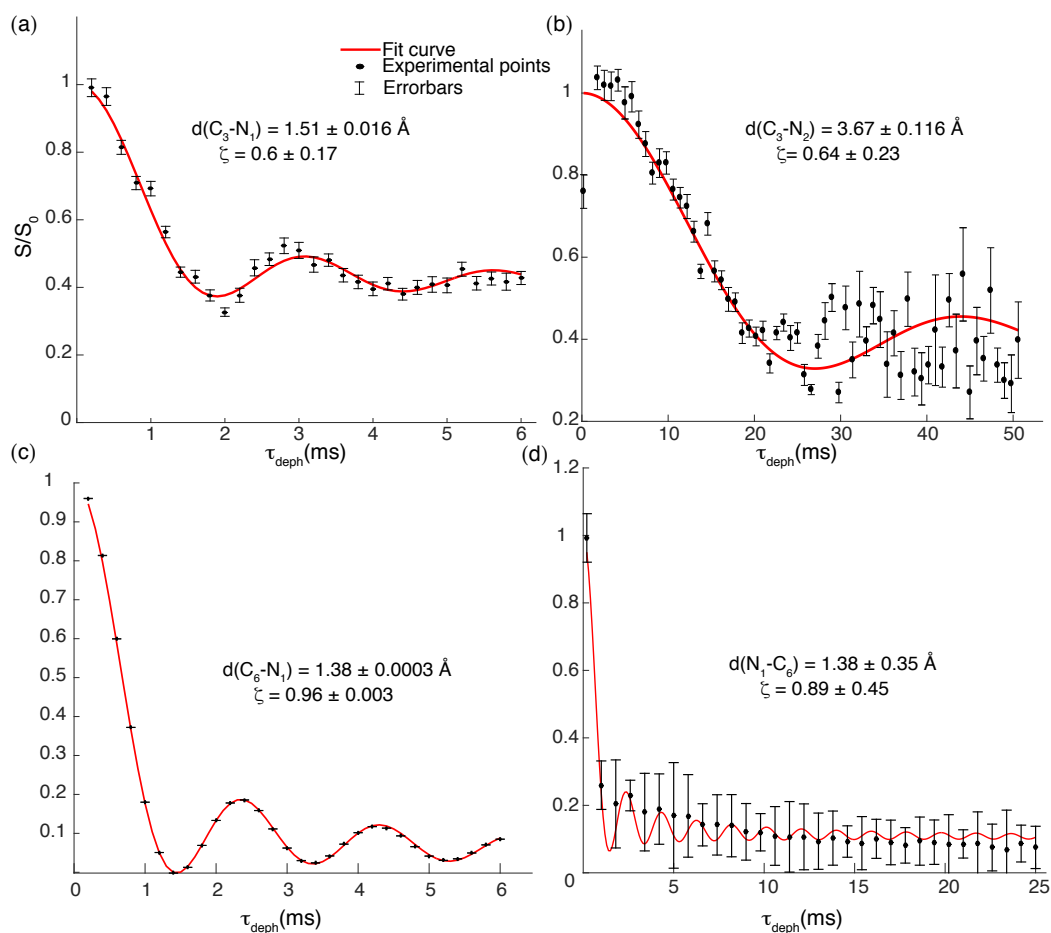 (a)
Fit curve
Experimental points
Errorbars
d(C₃-N₁) = 1.51 ± 0.016 Å
ζ = 0.6 ± 0.17
S/S₀
1
0.8
0.6
0.4
0.2
0
1 2 3 4 5 6
τdeph(ms)
(b)
d(C₃-N₂) = 3.67 ± 0.116 Å
ζ = 0.64 ± 0.23
1
0.8
0.6
0.4
0.2
0 10 20 30 40 50
τdeph(ms)
(c)
d(C₆-N₁) = 1.38 ± 0.0003 Å
ζ = 0.96 ± 0.003
1
0.9
0.8
0.7
0.6
0.5
0.4
0.3
0.2
0.1
0 1 2 3 4 5 6
τdeph(ms)
(d)
d(N₁-C₆) = 1.38 ± 0.35 Å
ζ = 0.89 ± 0.45
1.2
1
0.8
0.6
0.4
0.2
0
5 10 15 20 25
τdeph(ms)